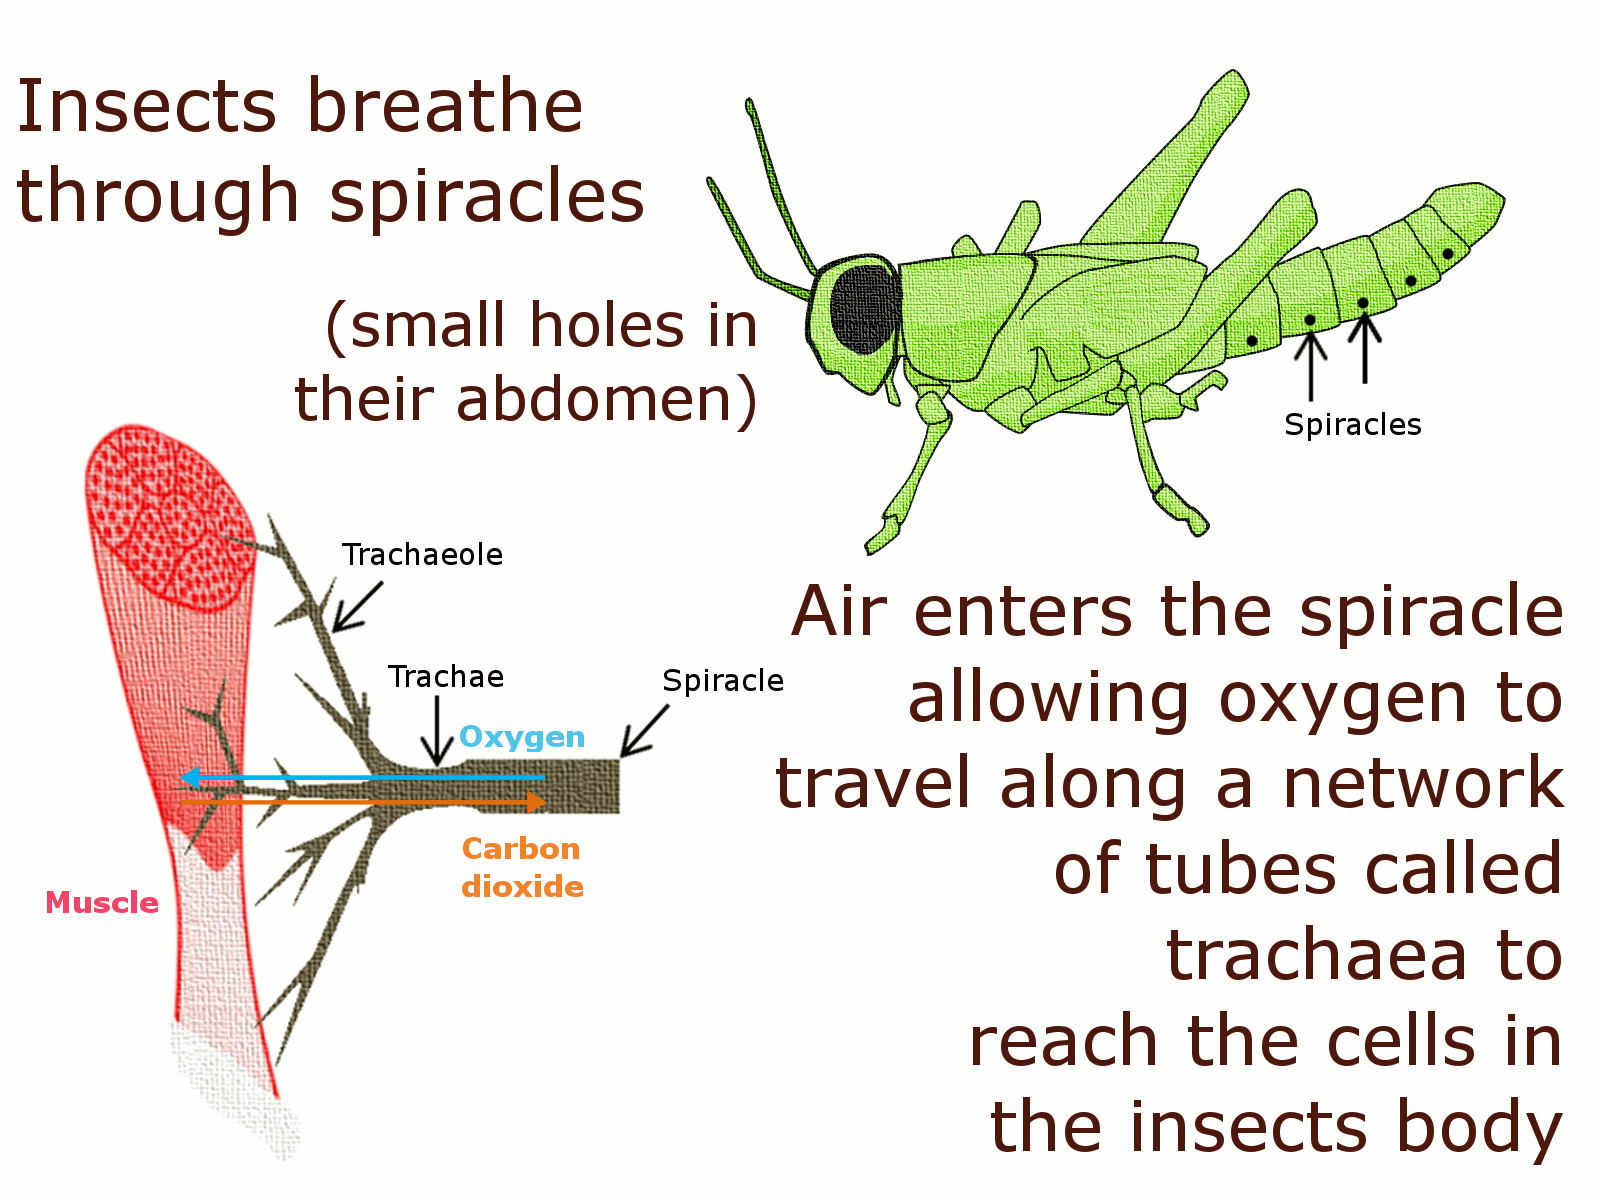 Insects breathe
through spiracles
(small holes in
their abdomen)
Spiracles
Trachaeole
Trachae
Spiracle
Oxygen
Carbon
dioxide
Muscle
Air enters the spiracle
allowing oxygen to
travel along a network
of tubes called
trachaea to
reach the cells in
the insects body